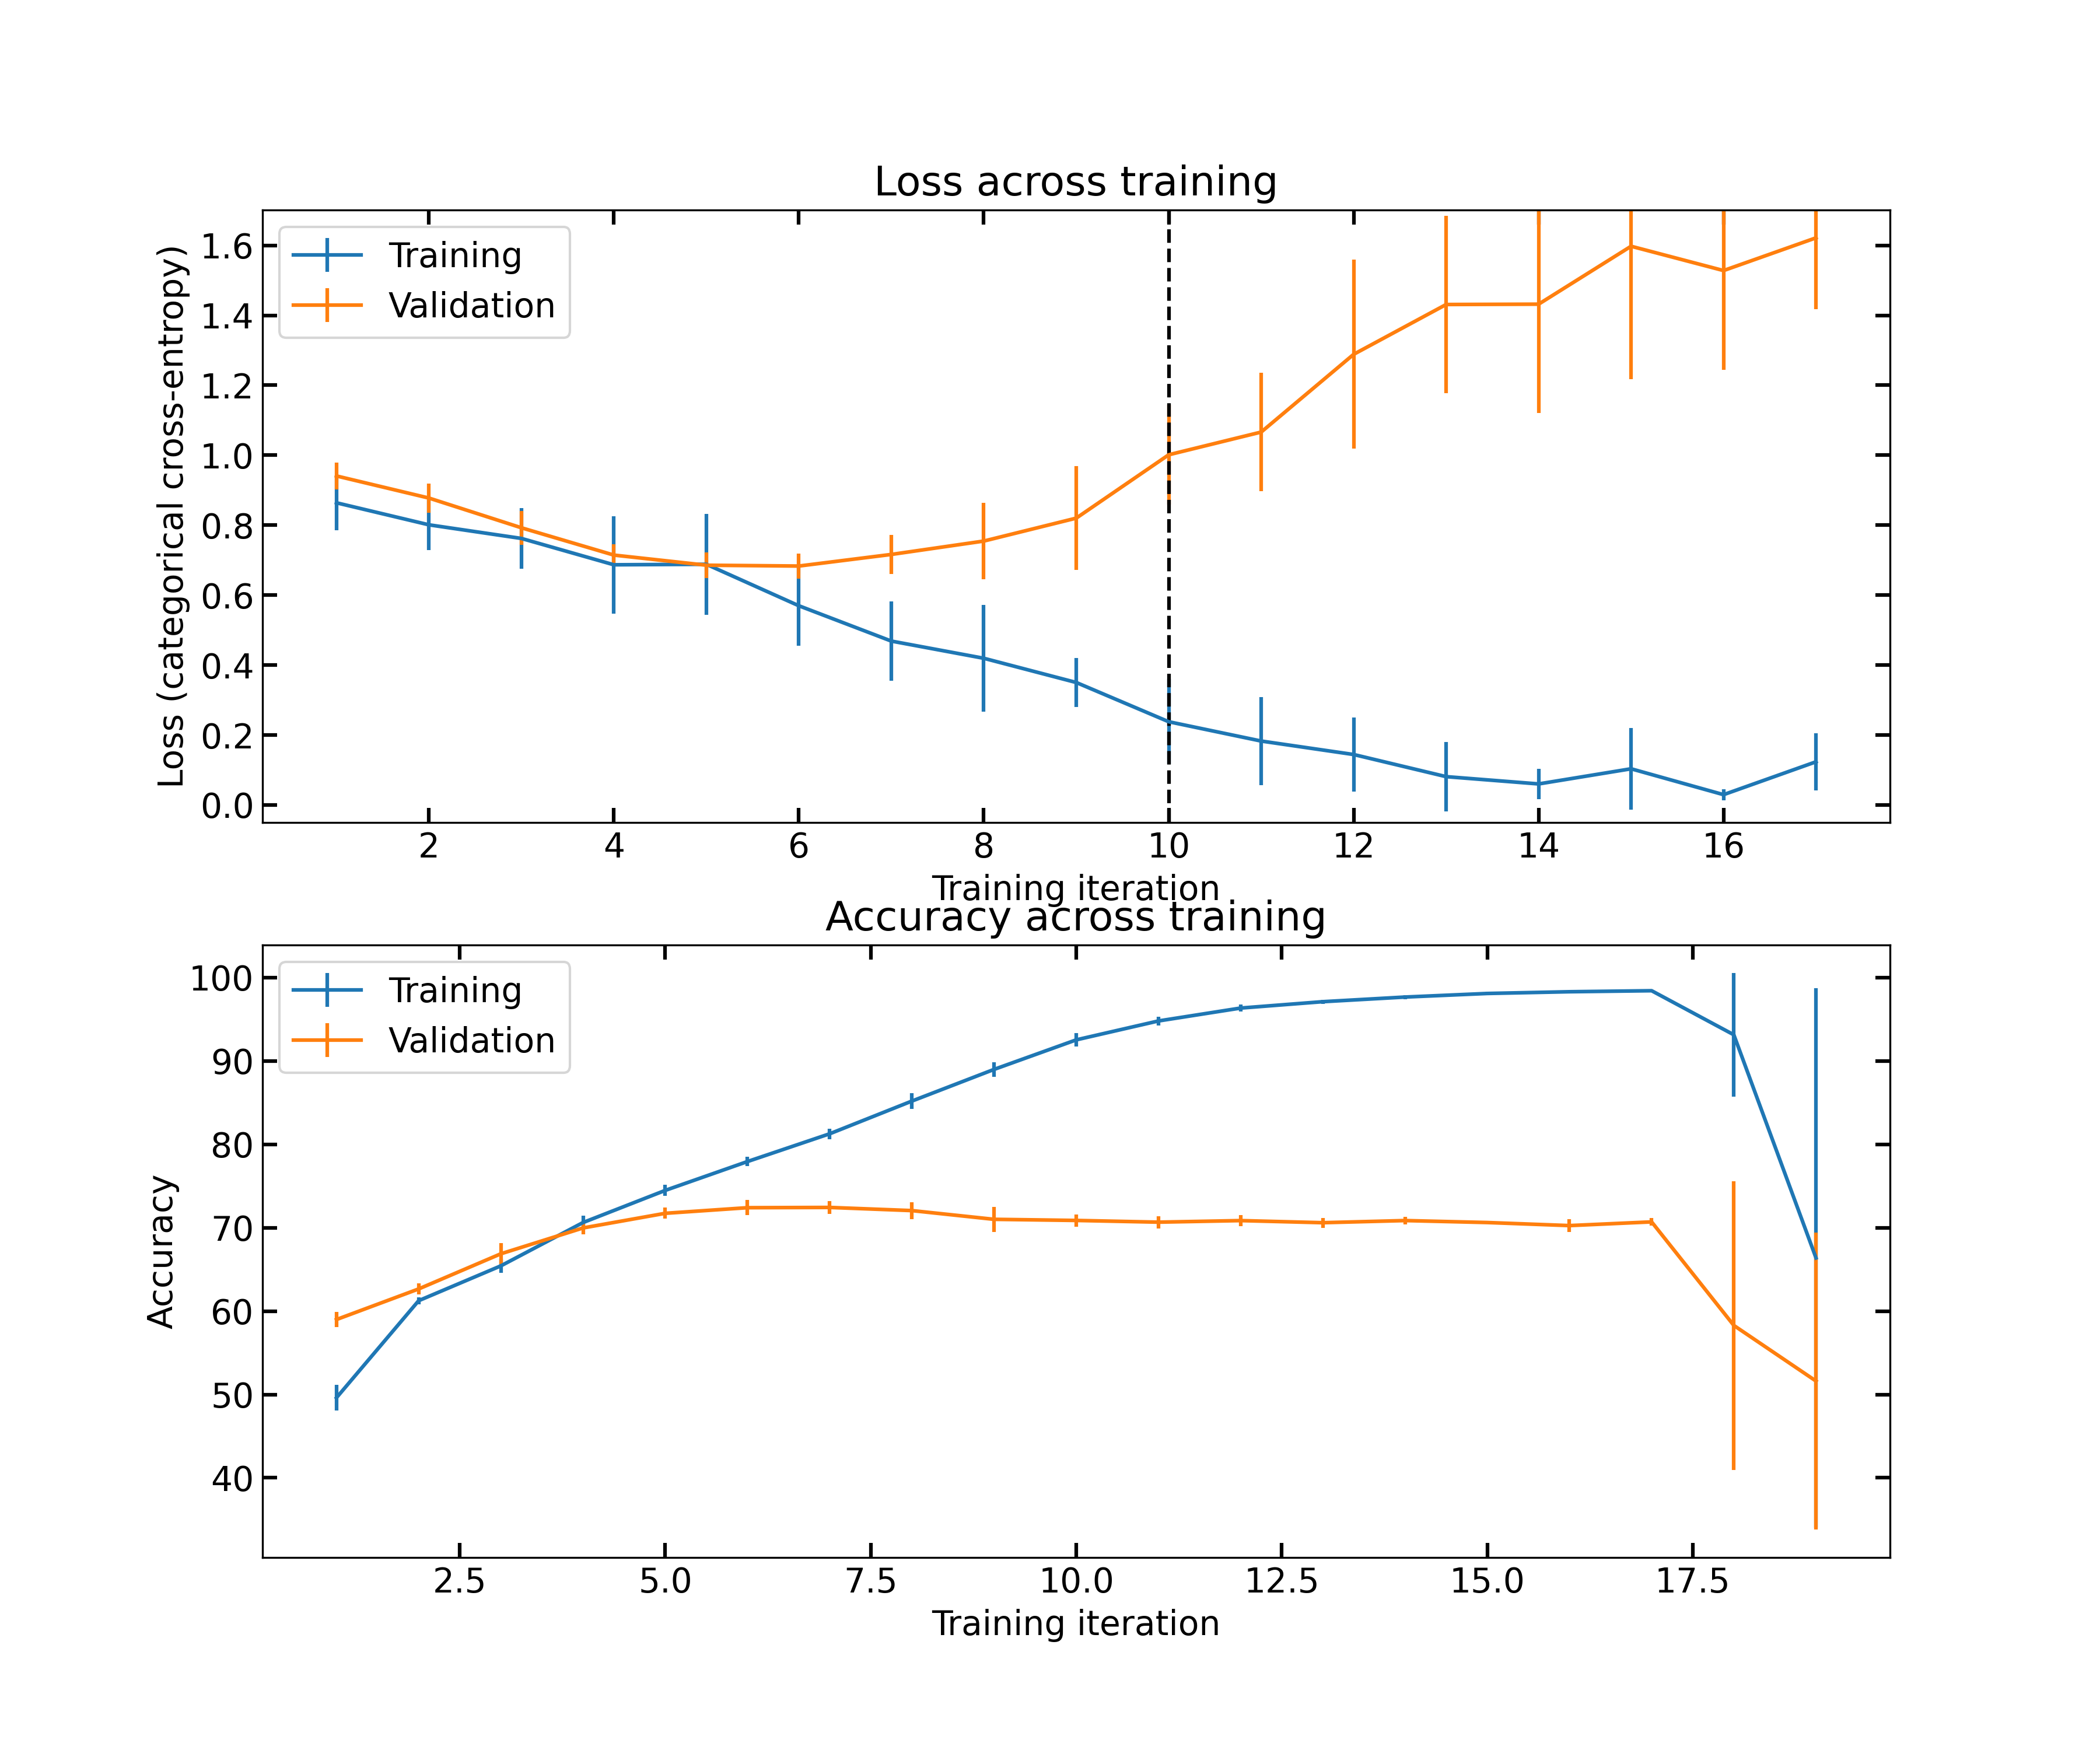 Loss across training
Loss (categorical cross-entropy)
Training
Validation
1.6
1.4
1.2
1.0
0.8
0.6
0.4
0.2
0.0
2 4 6 8 10 12 14 16
Training iteration
Accuracy across training
Accuracy
Training
Validation
100
90
80
70
60
50
40
2.5 5.0 7.5 10.0 12.5 15.0 17.5
Training iteration